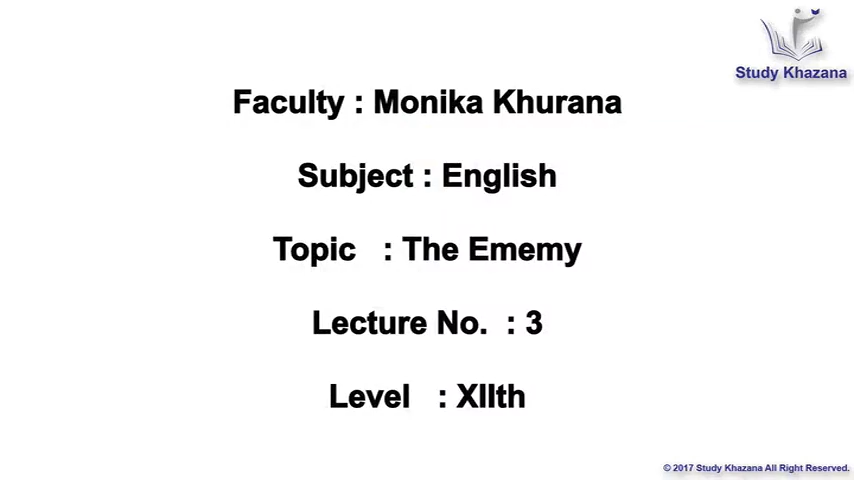 Study Khazana
Faculty : Monika Khurana
Subject : English
Topic : The Ememy
Lecture No. : 3
Level : XIIth
© 2017 Study Khazana All Right Reserved.